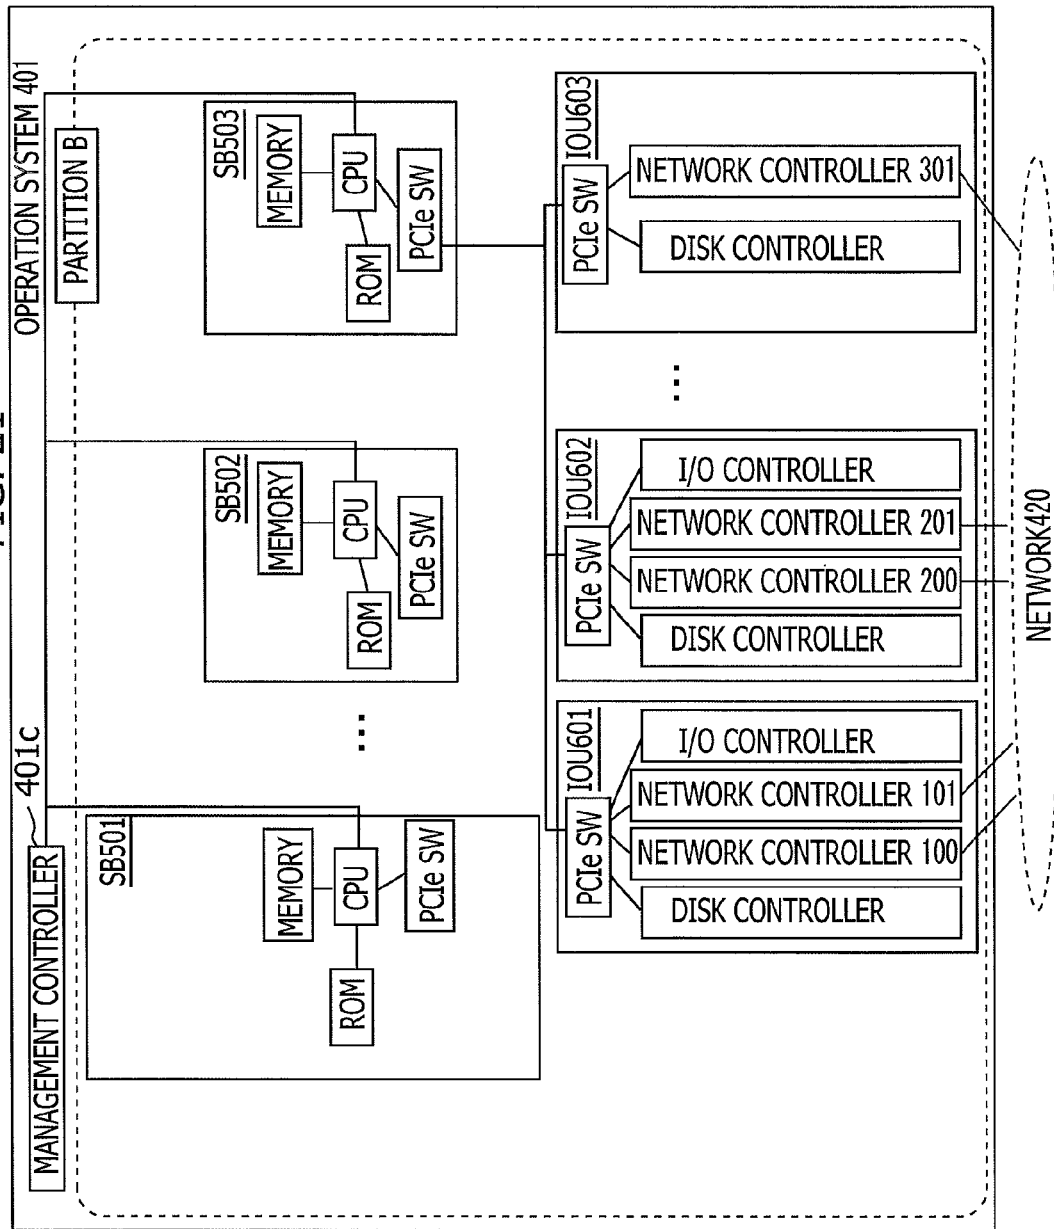 MANAGEMENT CONTROLLER
401c
OPERATION SYSTEM 401
PARTITION B
SB501
MEMORY
CPU
ROM
PCIe SW
...
SB502
MEMORY
CPU
ROM
PCIe SW
SB503
MEMORY
CPU
ROM
PCIe SW
IOU601
PCIe SW
DISK CONTROLLER
NETWORK CONTROLLER 100
NETWORK CONTROLLER 101
I/O CONTROLLER
IOU602
PCIe SW
DISK CONTROLLER
NETWORK CONTROLLER 200
NETWORK CONTROLLER 201
I/O CONTROLLER
...
IOU603
PCIe SW
DISK CONTROLLER
NETWORK CONTROLLER 301
NETWORK420